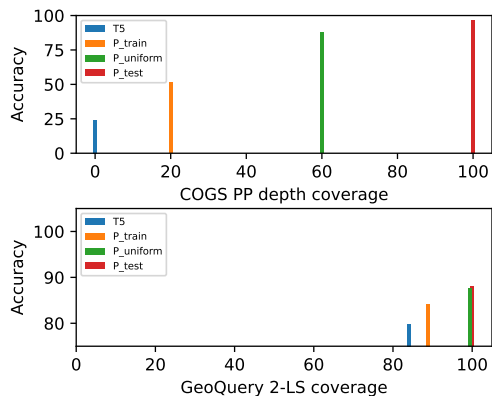 100
75
50
25
0
Accuracy
T5
P_train
P_uniform
P_test
0 20 40 60 80 100
COGS PP depth coverage
100
90
80
Accuracy
T5
P_train
P_uniform
P_test
0 20 40 60 80 100
GeoQuery 2-LS coverage